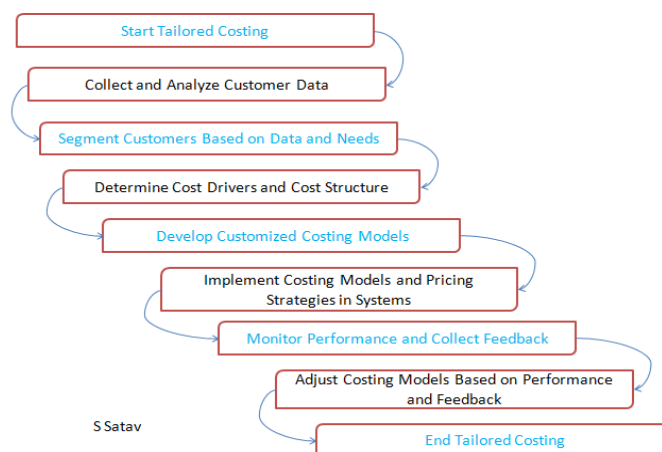 Start Tailored Costing
Collect and Analyze Customer Data
Segment Customers Based on Data and Needs
Determine Cost Drivers and Cost Structure
Develop Customized Costing Models
Implement Costing Models and Pricing
Strategies in Systems
Monitor Performance and Collect Feedback
Adjust Costing Models Based on Performance
and Feedback
S Satav
End Tailored Costing